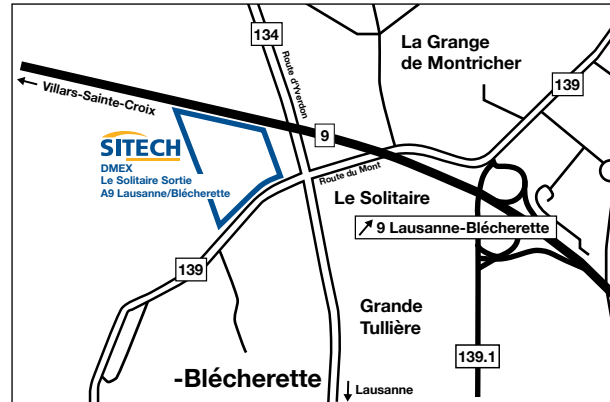 134
La Grange
de Montricher
139
Route d'Yverdon
Villars-Sainte-Croix
9
SITECH
DMEX
Le Solitaire Sortie
A9 Lausanne/Blécherette
Route du Mont
Le Solitaire
9 Lausanne-Blécherette
139
Grande
Tullière
139.1
-Blécherette
Lausanne